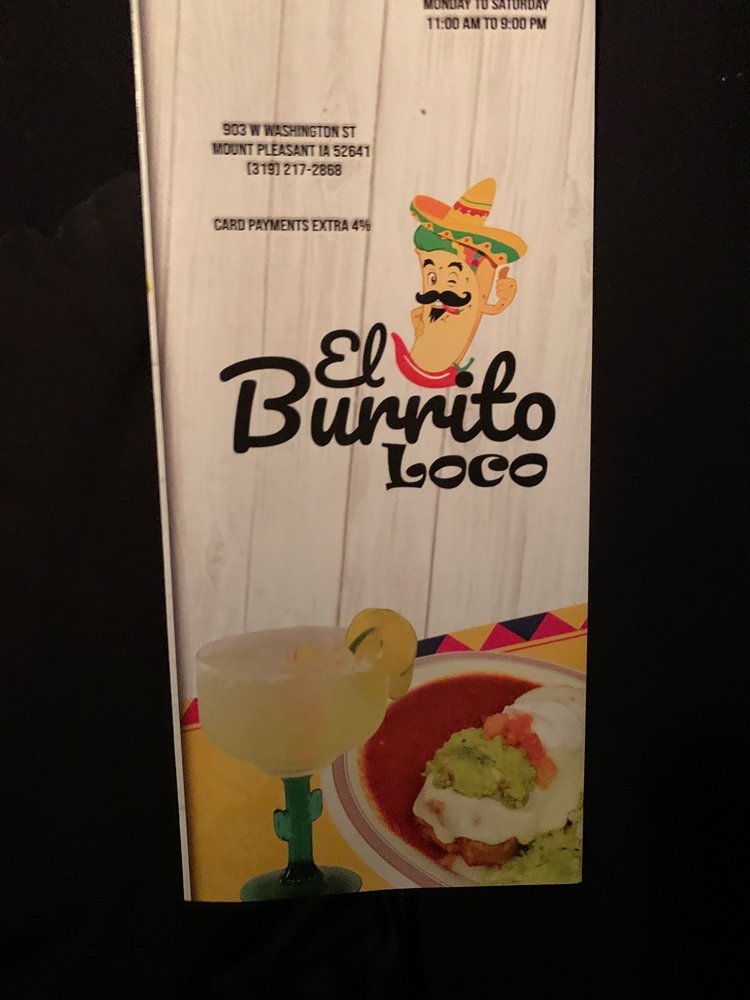 MONDAY TO SATURDAY
11:00 AM TO 9:00 PM
903 W WASHINGTON ST
MOUNT PLEASANT IA 52641
(319) 217-2868
CARD PAYMENTS EXTRA 4%
El
Burrito
Loco